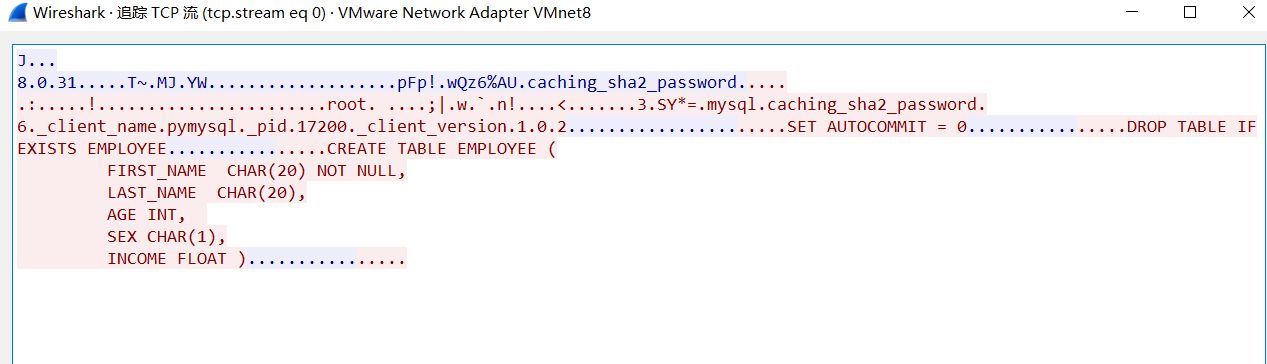 Wireshark · 追踪 TCP 流 (tcp.stream eq 0) · VMware Network Adapter VMnet8
J...
8.0.31.....T~.MJ.YW...................pFp!.wQz6%AU.caching_sha2_password.....
.:.....!.......................root. ....;|.w.`.n!....<.......3.SY*=.mysql.caching_sha2_password.
6._client_name.pymysql._pid.17200._client_version.1.0.2......................SET AUTOCOMMIT = 0................DROP TABLE IF
EXISTS EMPLOYEE................CREATE TABLE EMPLOYEE (
FIRST_NAME  CHAR(20) NOT NULL,
LAST_NAME  CHAR(20),
AGE INT,
SEX CHAR(1),
INCOME FLOAT )................